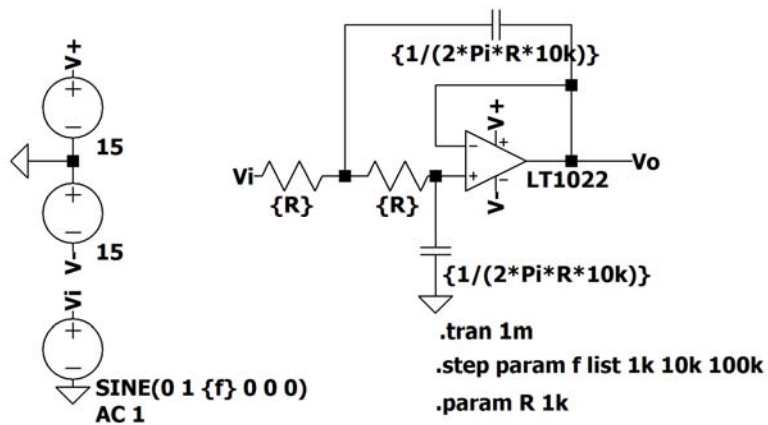 V+
15
15
V-
Vi
SINE(0 1 {f} 0 0 0)
AC 1
{1/(2*Pi*R*10k)}
V+
Vi
{R}
{R}
LT1022
Vo
V-
{1/(2*Pi*R*10k)}
.tran 1m
.step param f list 1k 10k 100k
.param R 1k